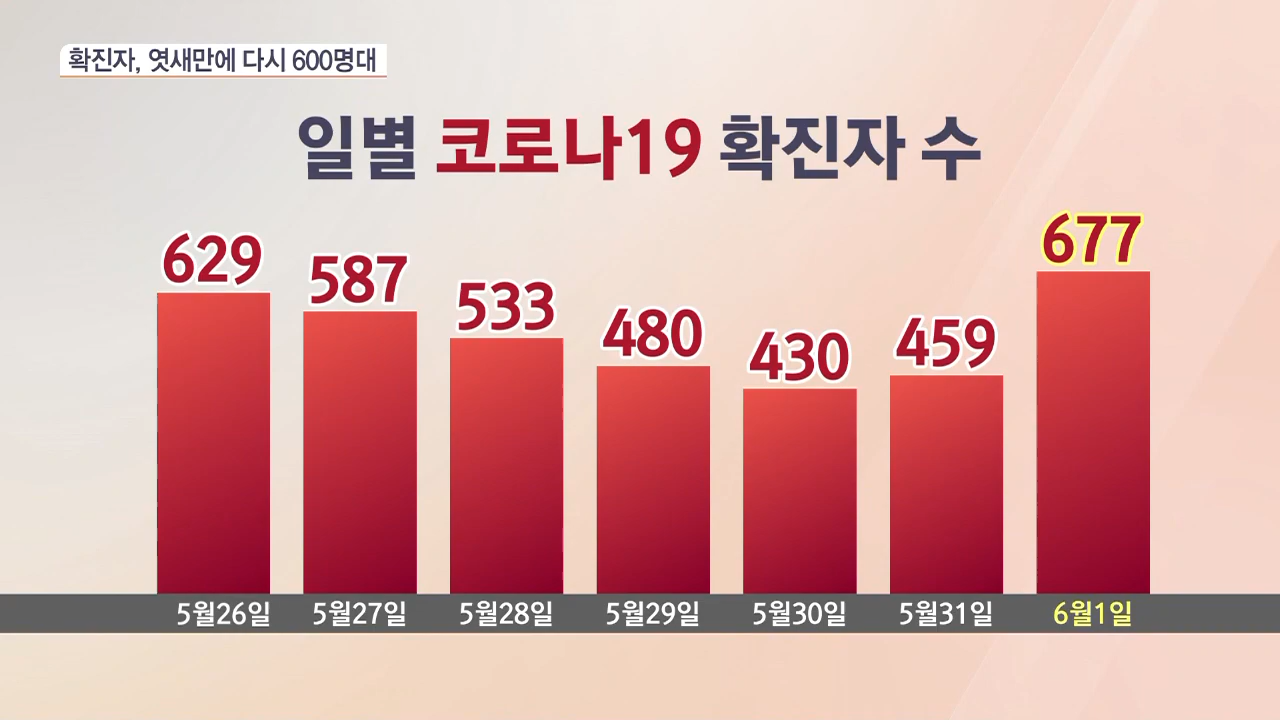 확진자, 엿새만에 다시 600명대
일별 코로나19 확진자 수
629 587 533 480 430 459 677
5월26일 5월27일 5월28일 5월29일 5월30일 5월31일 6월1일